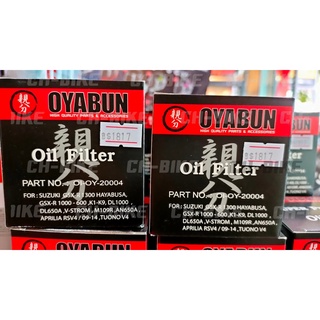 親分
OYABUN
HIGH QUALITY PARTS & ACCESSORIES
親分
Oil Filter
PART NO.
OY-20004
FOR : SUZUKI GSX-R 1300 HAYABUSA,
GSX-R 1000 - 600 ,K1-K9, DL1000 ,
DL650A , V-STROM , M109R, AN650A,
APRILIA RSV4 / 09-14 ,TUONO V4
親分
OYABUN
HIGH QUALITY PARTS & ACCESSORIES
親分
Oil Filter
PART NO.
OY-20004
FOR : SUZUKI GSX-R 1300 HAYABUSA,
GSX-R 1000 - 600 ,K1-K9, DL1000 ,
DL650A , V-STROM , M109R, AN650A,
APRILIA RSV4 / 09-14 ,TUONO V4
OYABUN